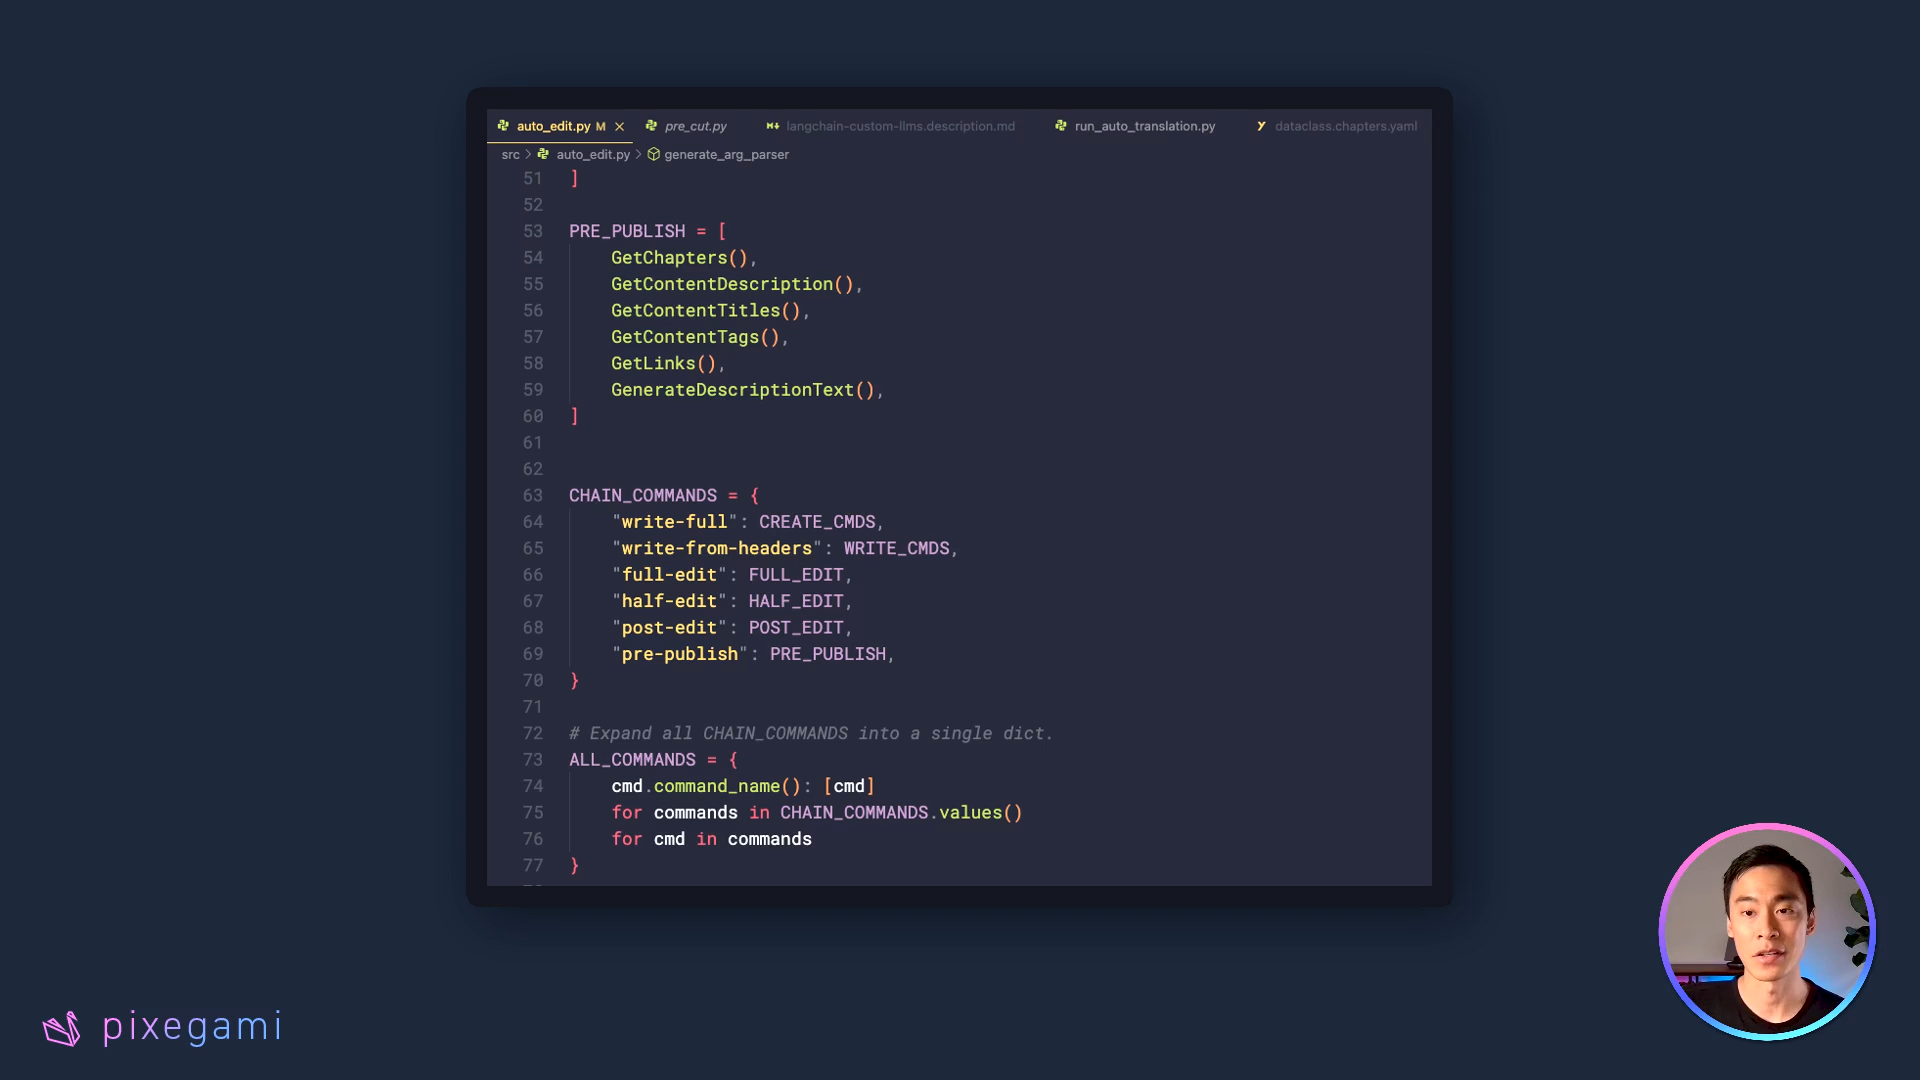 auto_edit.py M pre_cut.py langchain-custom-llms.description.md run_auto_translation.py dataclass.chapters.yaml
src > auto_edit.py > generate_arg_parser
51 ]
52
53 PRE_PUBLISH = [
54 GetChapters(),
55 GetContentDescription(),
56 GetContentTitles(),
57 GetContentTags(),
58 GetLinks(),
59 GenerateDescriptionText(),
60 ]
61
62
63 CHAIN_COMMANDS = {
64 "write-full": CREATE_CMDS,
65 "write-from-headers": WRITE_CMDS,
66 "full-edit": FULL_EDIT,
67 "half-edit": HALF_EDIT,
68 "post-edit": POST_EDIT,
69 "pre-publish": PRE_PUBLISH,
70 }
71
72 # Expand all CHAIN_COMMANDS into a single dict.
73 ALL_COMMANDS = {
74 cmd.command_name(): [cmd]
75 for commands in CHAIN_COMMANDS.values()
76 for cmd in commands
77 }
pixegami